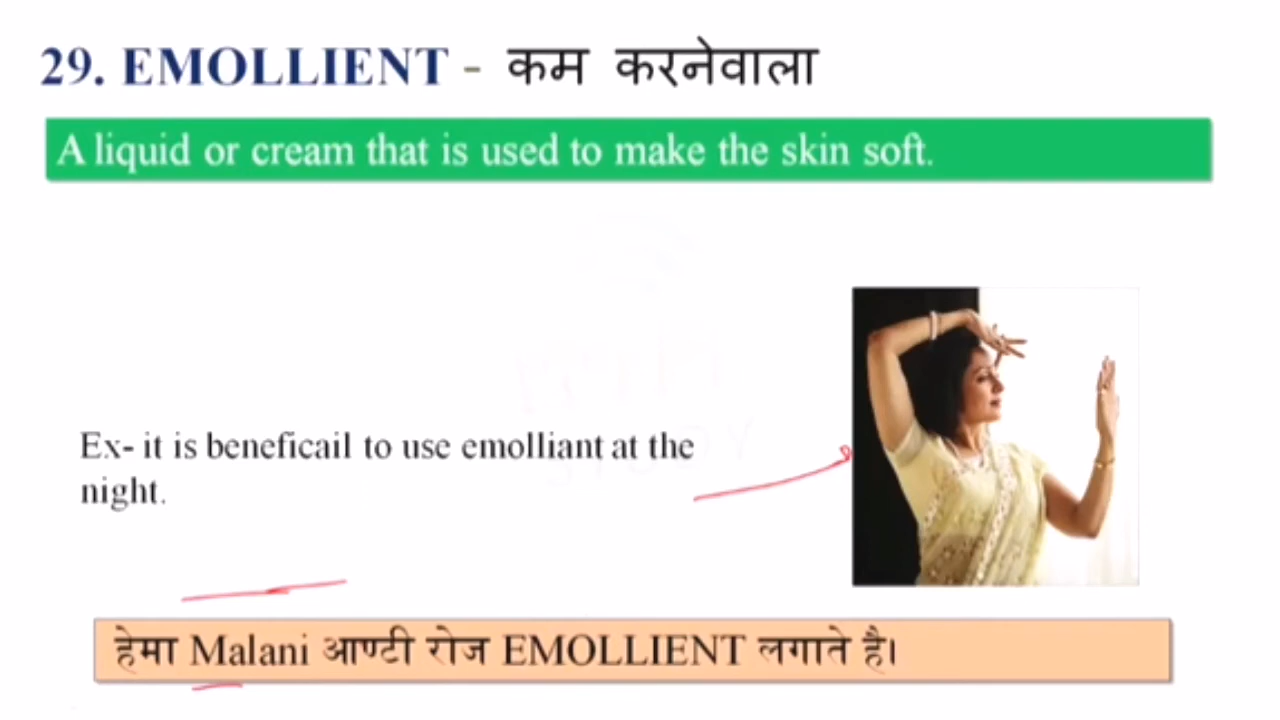 29. EMOLLIENT - कम करनेवाला
A liquid or cream that is used to make the skin soft.
Ex- it is beneficail to use emolliant at the
night.
हेमा Malani आण्टी रोज EMOLLIENT लगाते है।